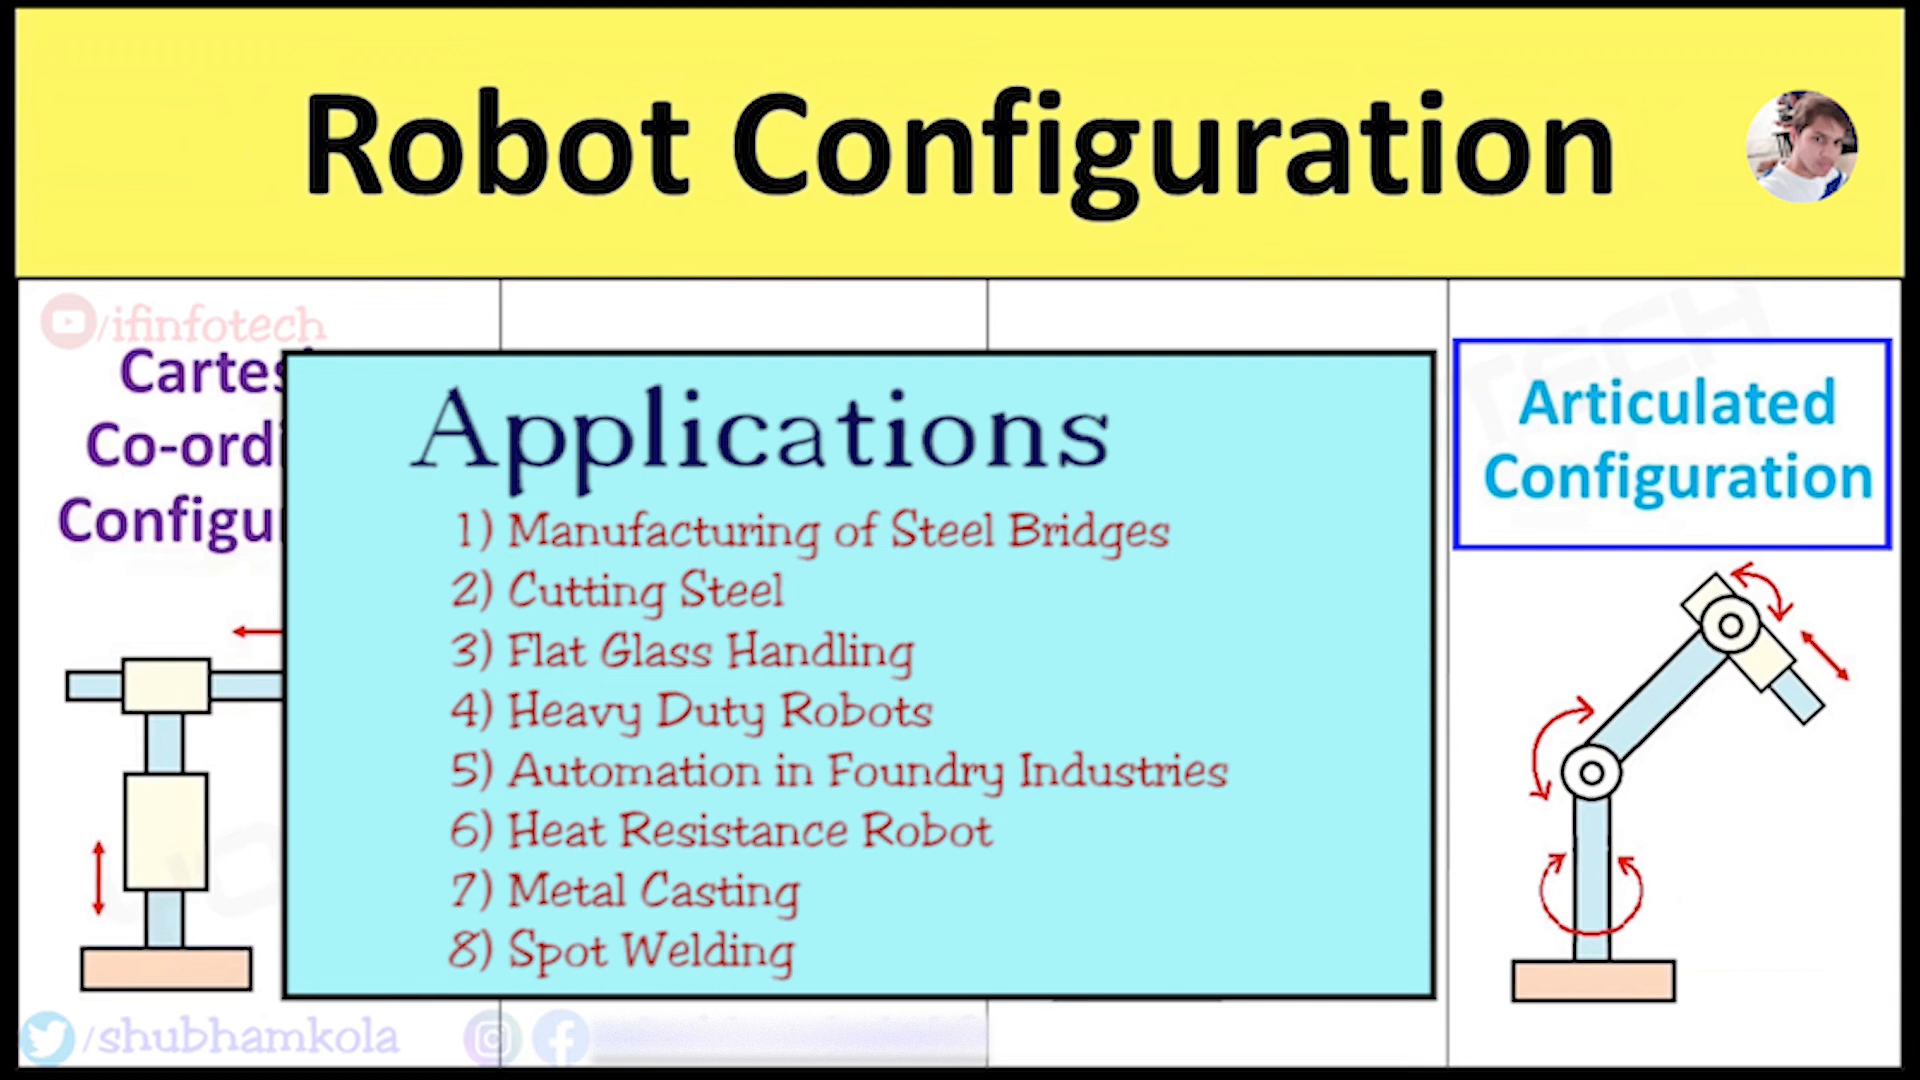 Robot Configuration
/ifinfotech
Cartes
Co-ordi
Configu
Applications
1) Manufacturing of Steel Bridges
2) Cutting Steel
3) Flat Glass Handling
4) Heavy Duty Robots
5) Automation in Foundry Industries
6) Heat Resistance Robot
7) Metal Casting
8) Spot Welding
Articulated
Configuration
/shubhamkola